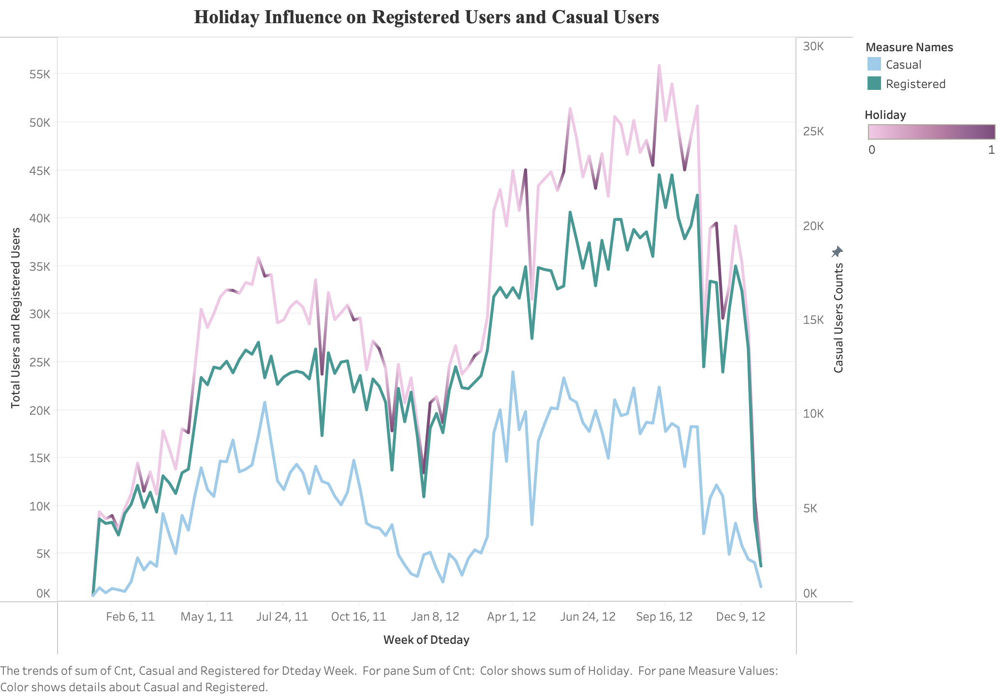 Holiday Influence on Registered Users and Casual Users
Total Users and Registered Users
55K
50K
45K
40K
35K
30K
25K
20K
15K
10K
5K
0K
30K
25K
20K
15K
10K
5K
0K
Casual Users Counts
Feb 6, 11
May 1, 11
Jul 24, 11
Oct 16, 11
Jan 8, 12
Apr 1, 12
Jun 24, 12
Sep 16, 12
Dec 9, 12
Week of Dteday
Measure Names
Casual
Registered
Holiday
0
1
The trends of sum of Cnt, Casual and Registered for Dteday Week.  For pane Sum of Cnt:  Color shows sum of Holiday.  For pane Measure Values:
Color shows details about Casual and Registered.